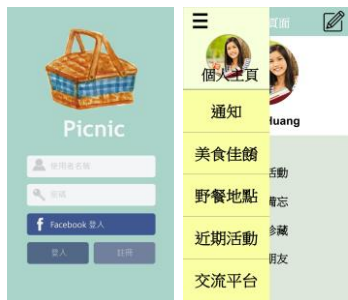 Picnic
使用者名稱
密碼
f Facebook 登入
登入
註冊
頁面
個人主頁
通知
Huang
美食佳餚
活動
野餐地點
備忘
近期活動
珍藏
朋友
交流平台